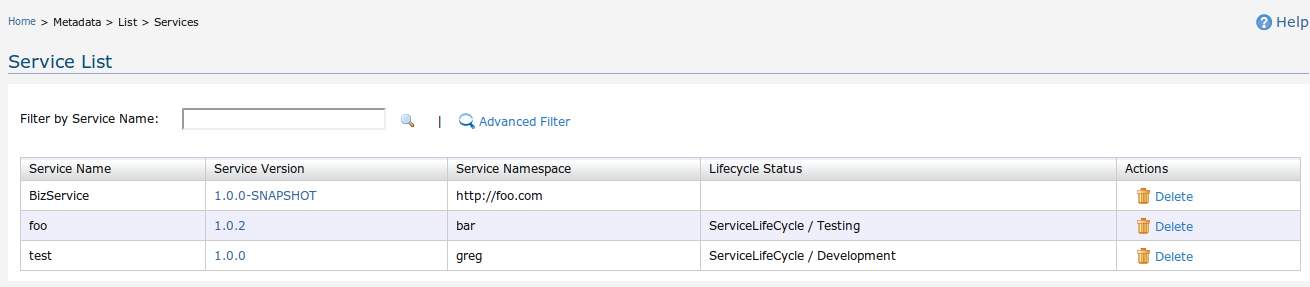 Home > Metadata > List > Services
Help
Service List
Filter by Service Name: | Advanced Filter
Service Name Service Version Service Namespace Lifecycle Status Actions
BizService 1.0.0-SNAPSHOT http://foo.com Delete
foo 1.0.2 bar ServiceLifeCycle / Testing Delete
test 1.0.0 greg ServiceLifeCycle / Development Delete